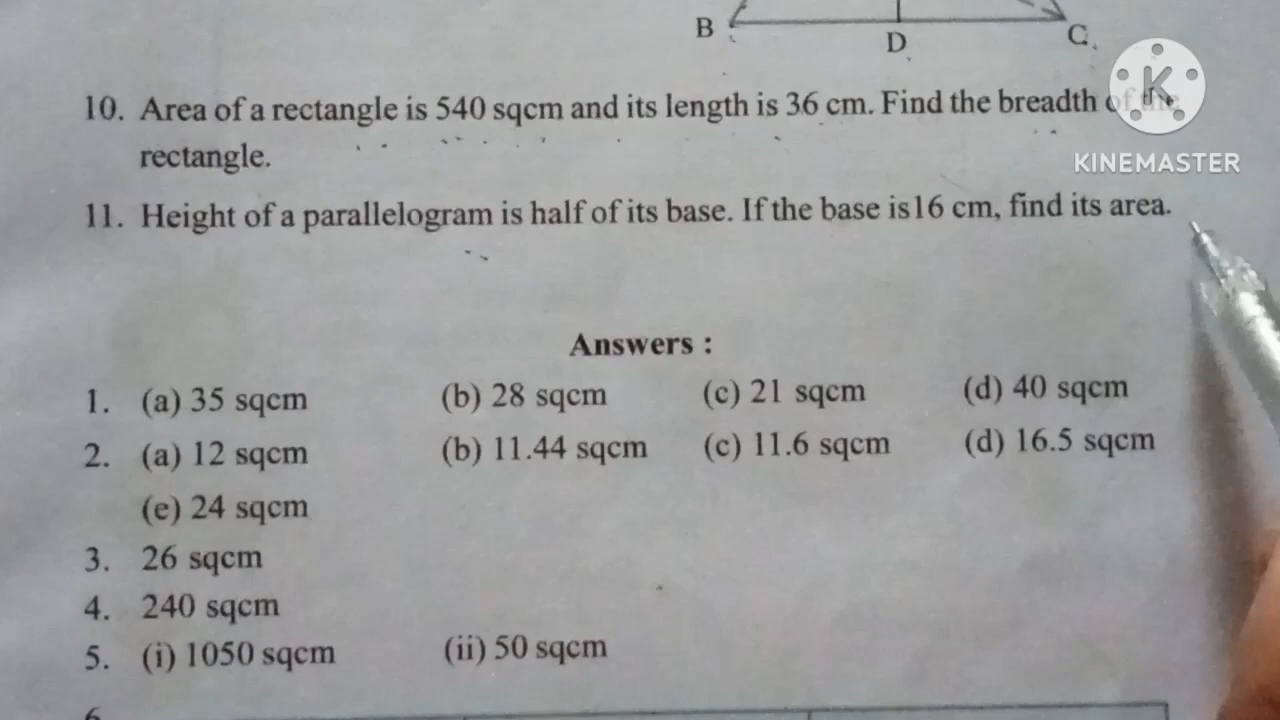 B
D
C
10. Area of a rectangle is 540 sqcm and its length is 36 cm. Find the breadth of the
rectangle.
K
KINEMASTER
11. Height of a parallelogram is half of its base. If the base is16 cm, find its area.
Answers :
1. (a) 35 sqcm (b) 28 sqcm (c) 21 sqcm (d) 40 sqcm
2. (a) 12 sqcm (b) 11.44 sqcm (c) 11.6 sqcm (d) 16.5 sqcm
(e) 24 sqcm
3. 26 sqcm
4. 240 sqcm
5. (i) 1050 sqcm (ii) 50 sqcm
6